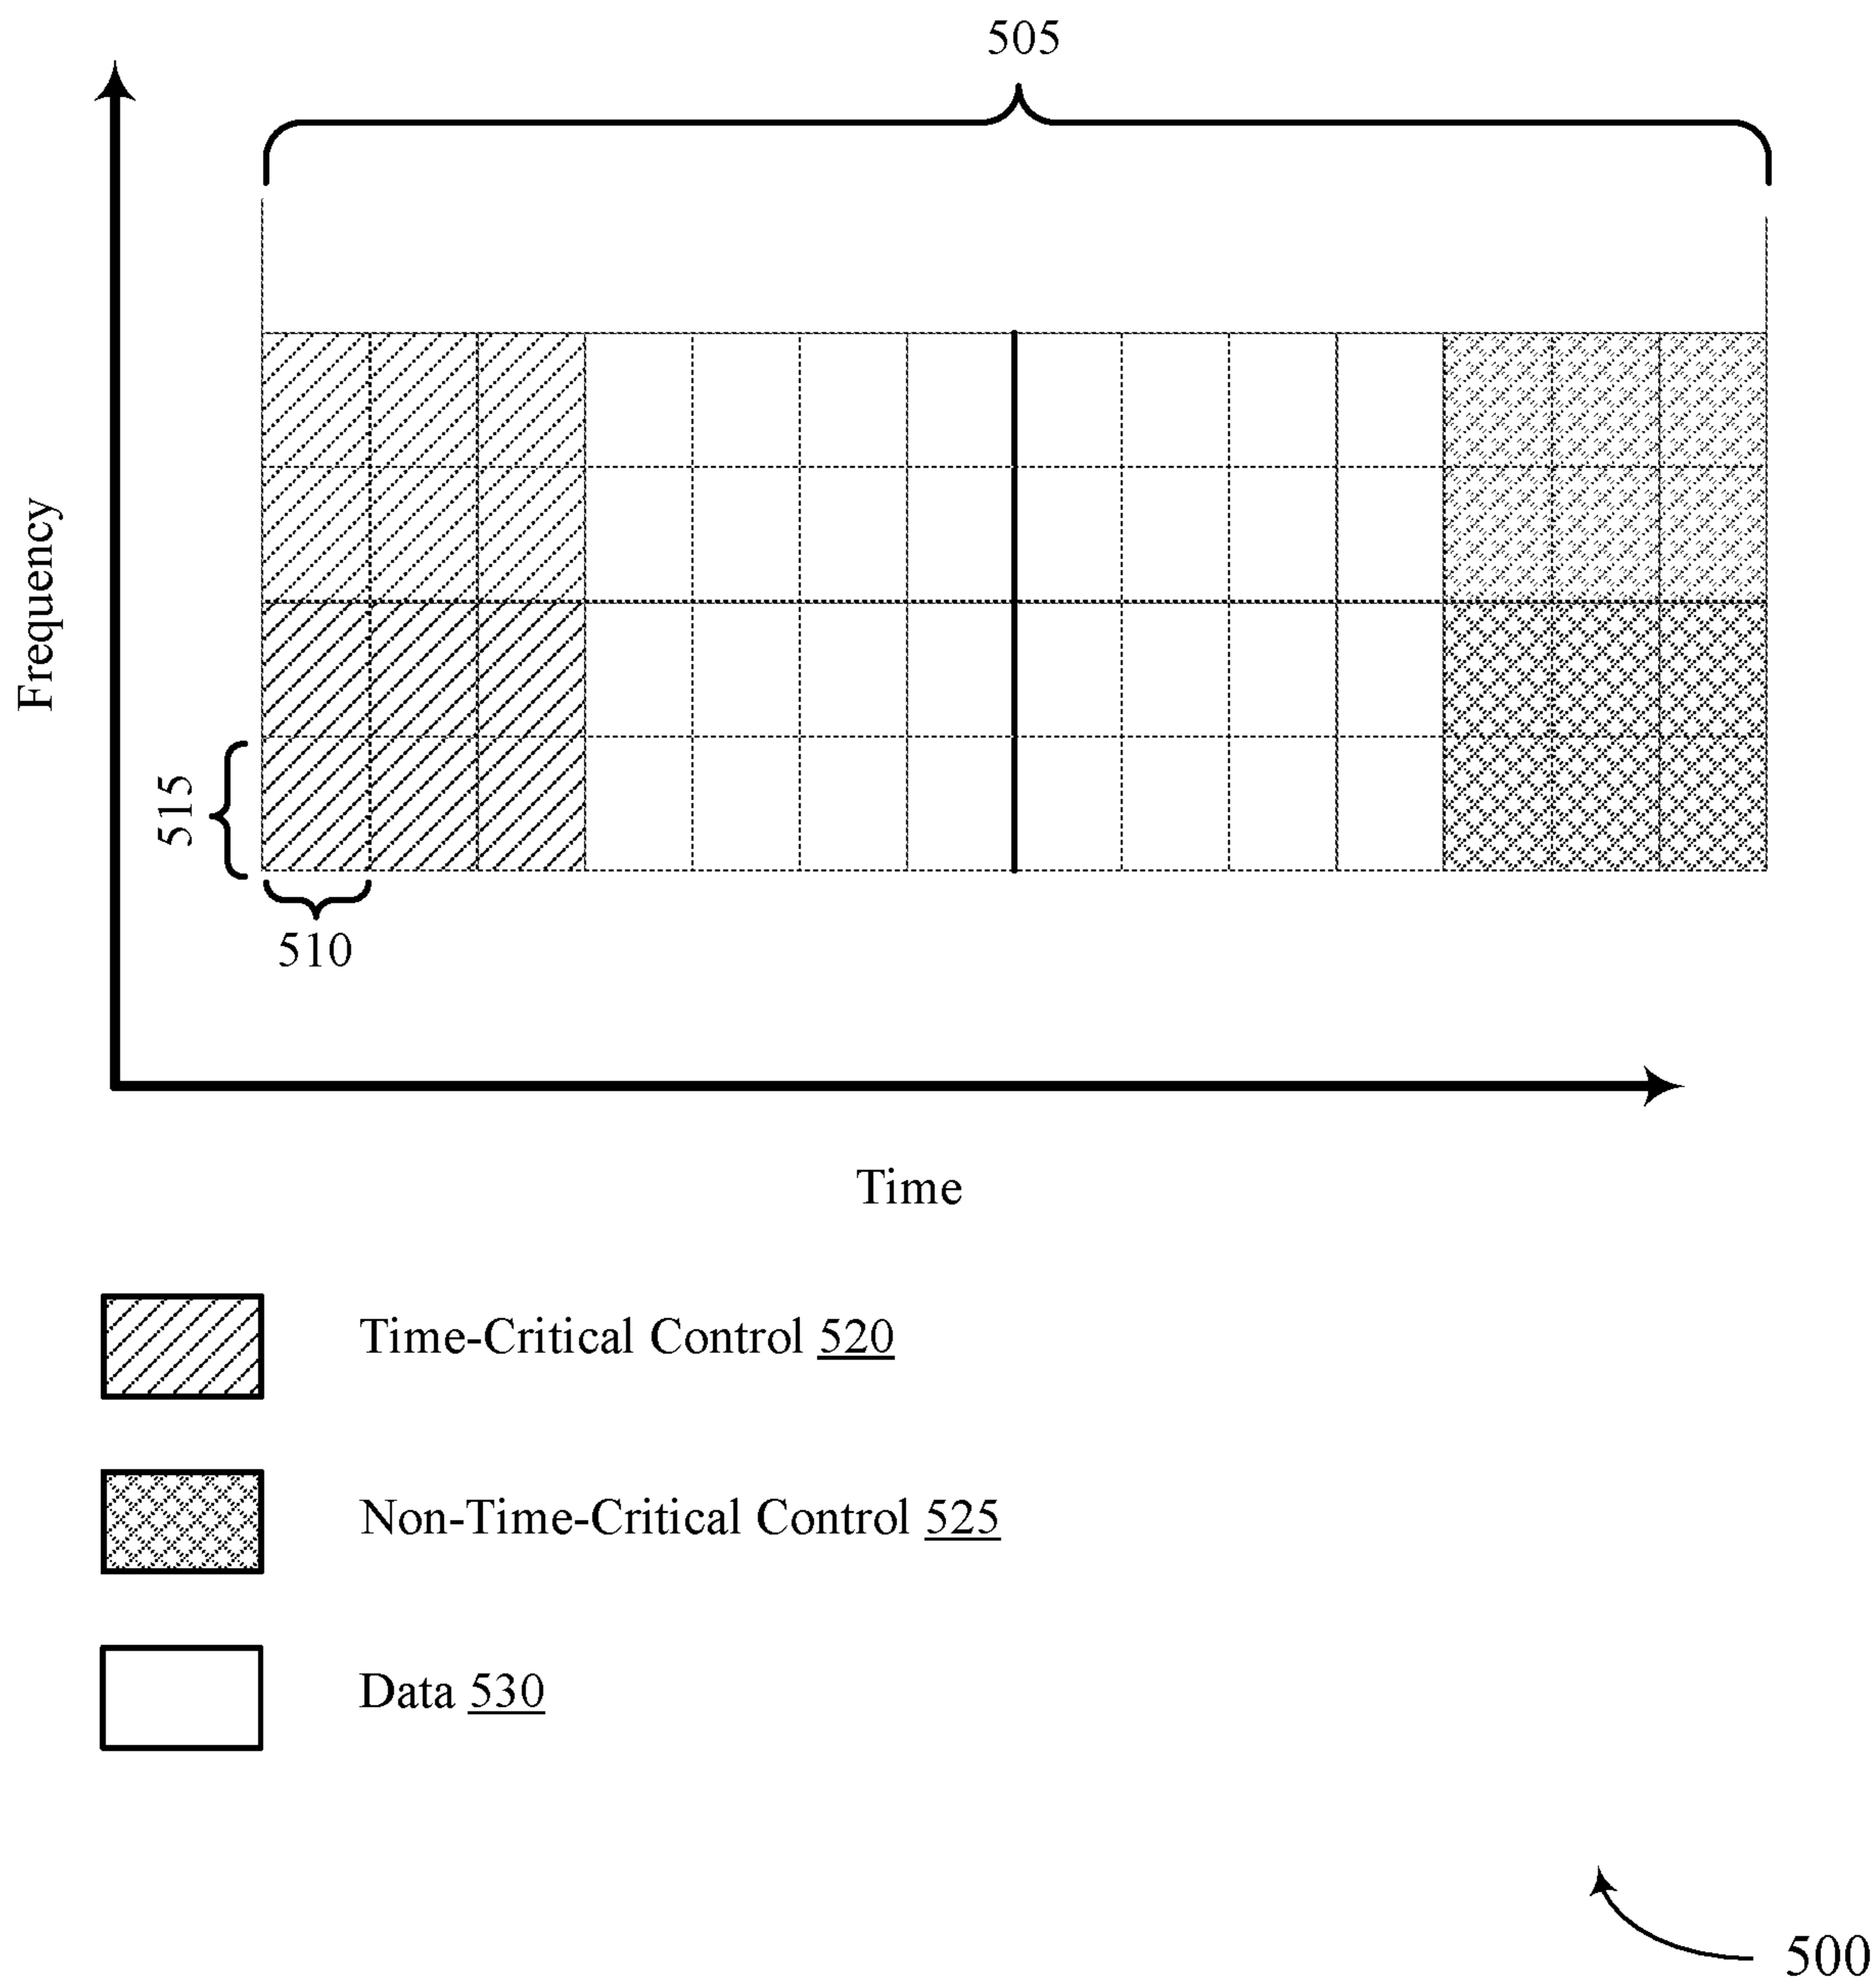 505
Frequency
515
510
Time
Time-Critical Control 520
Non-Time-Critical Control 525
Data 530
500